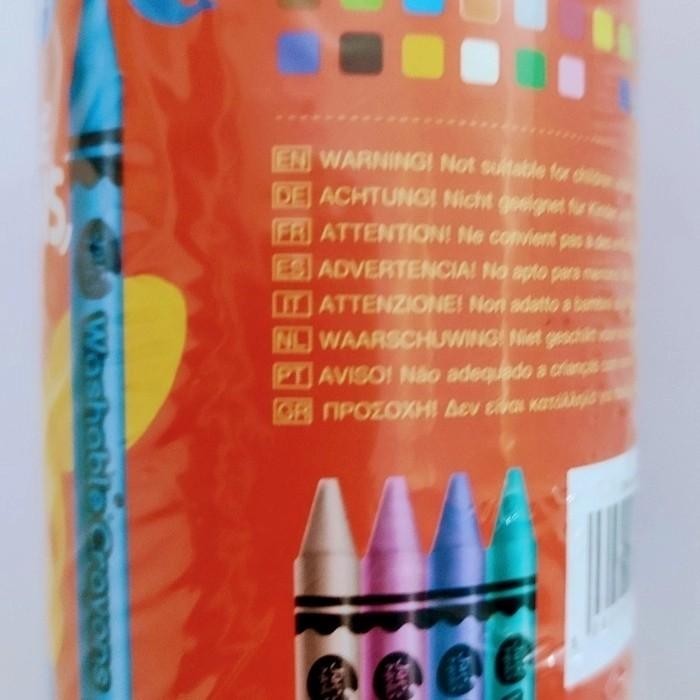 EN WARNING! Not suitable for children
DE ACHTUNG! Nicht geeignet für Kinder
FR ATTENTION! Ne convient pas à des
ES ADVERTENCIA! No apto para
IT ATTENZIONE! Non adatto a bambini
NL WAARSCHUWING! Niet geschikt
PT AVISO! Não adequado a crianças
GR ΠΡΟΣΟΧΗ! Δεν είναι κατάλληλο για
Washable Crayons